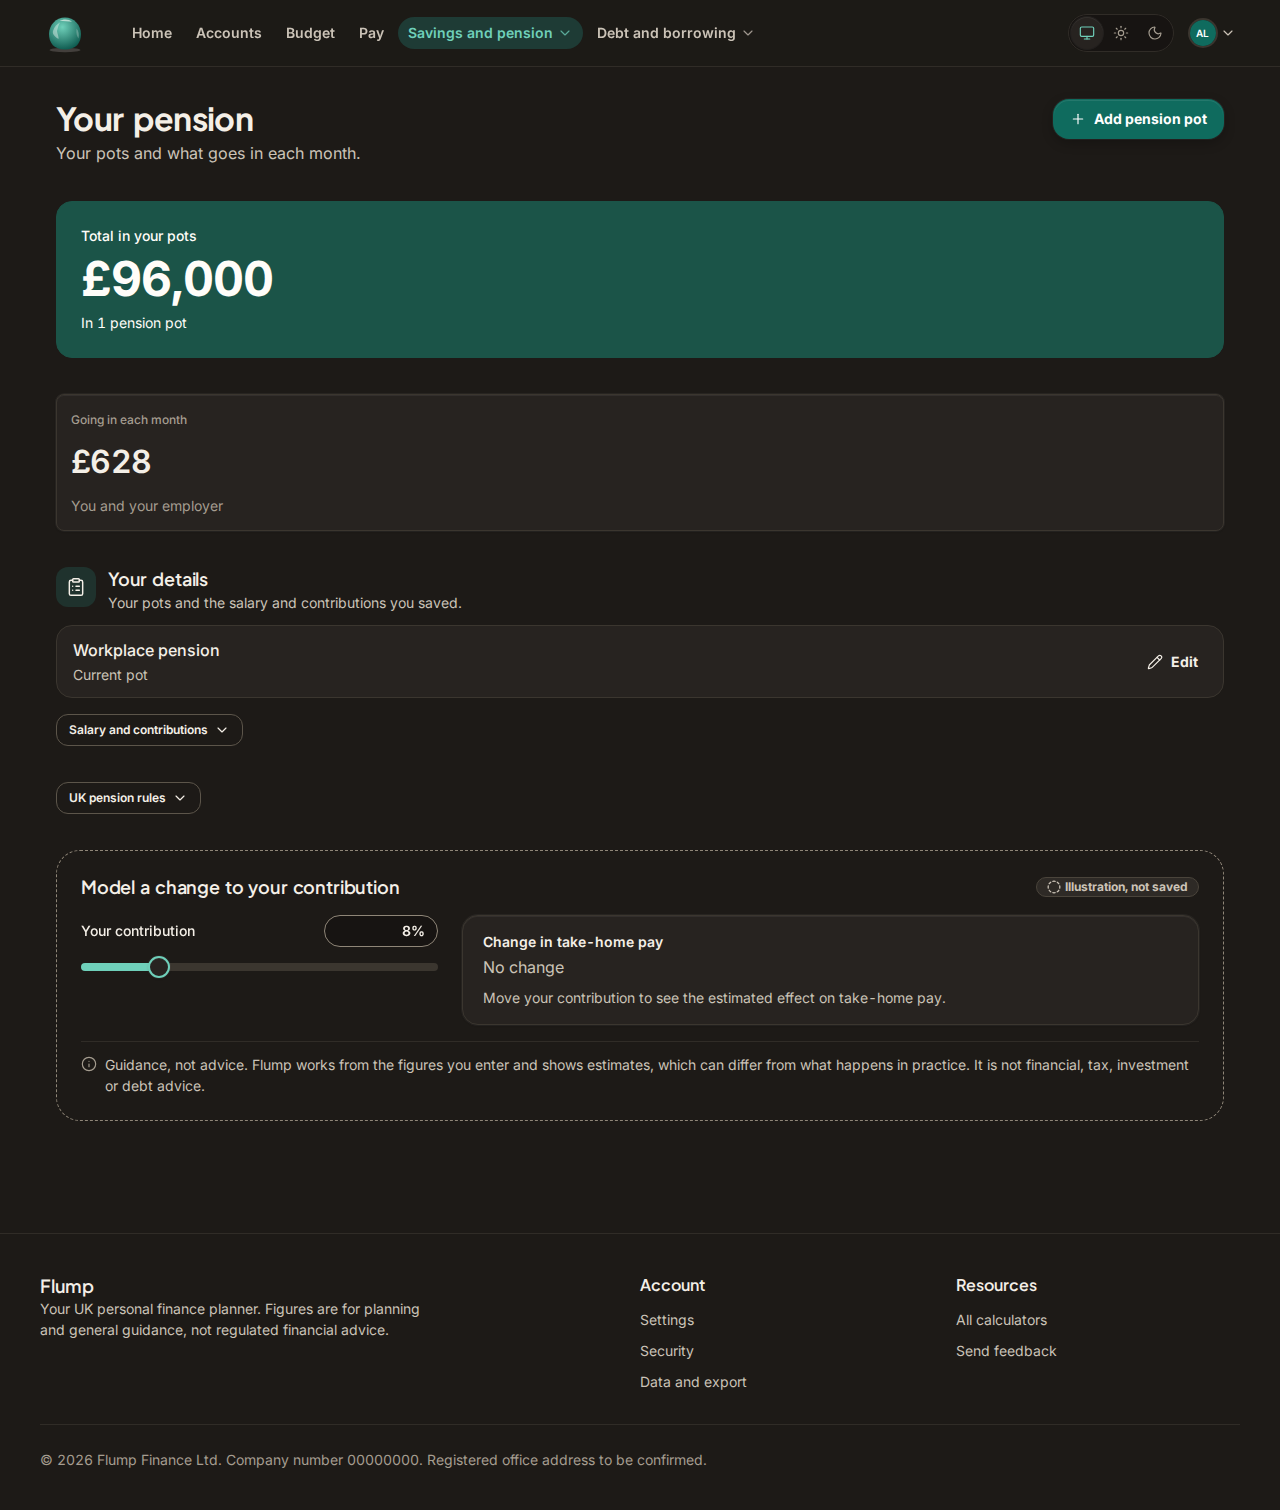 Home
Accounts
Budget
Pay
Savings and pension
Debt and borrowing
AL
Your pension
Your pots and what goes in each month.
Add pension pot
Total in your pots
£96,000
In 1 pension pot
Going in each month
£628
You and your employer
Your details
Your pots and the salary and contributions you saved.
Workplace pension
Current pot
Edit
Salary and contributions
UK pension rules
Model a change to your contribution
Illustration, not saved
Your contribution
8%
Change in take-home pay
No change
Move your contribution to see the estimated effect on take-home pay.
Guidance, not advice. Flump works from the figures you enter and shows estimates, which can differ from what happens in practice. It is not financial, tax, investment
or debt advice.
Flump
Your UK personal finance planner. Figures are for planning
and general guidance, not regulated financial advice.
Account
Settings
Security
Data and export
Resources
All calculators
Send feedback
© 2026 Flump Finance Ltd. Company number 00000000. Registered office address to be confirmed.